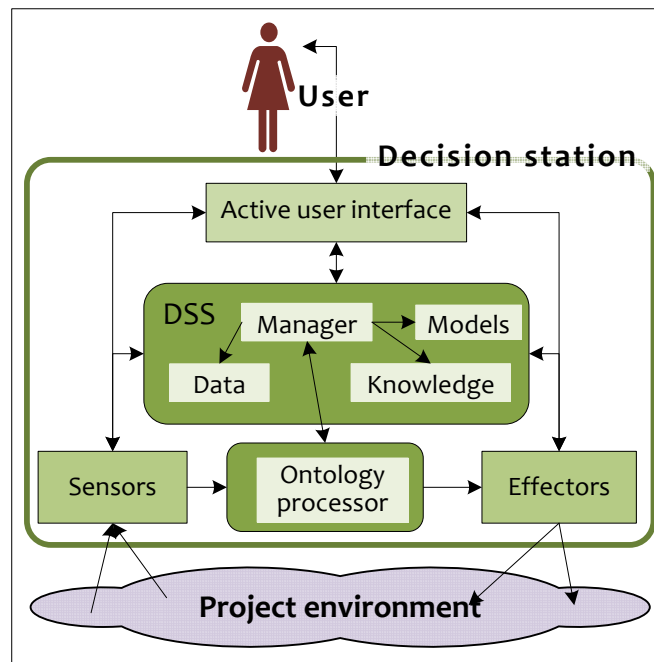 User
Decision station
Active user interface
DSS
Manager
Models
Data
Knowledge
Sensors
Ontology
processor
Effectors
Project environment